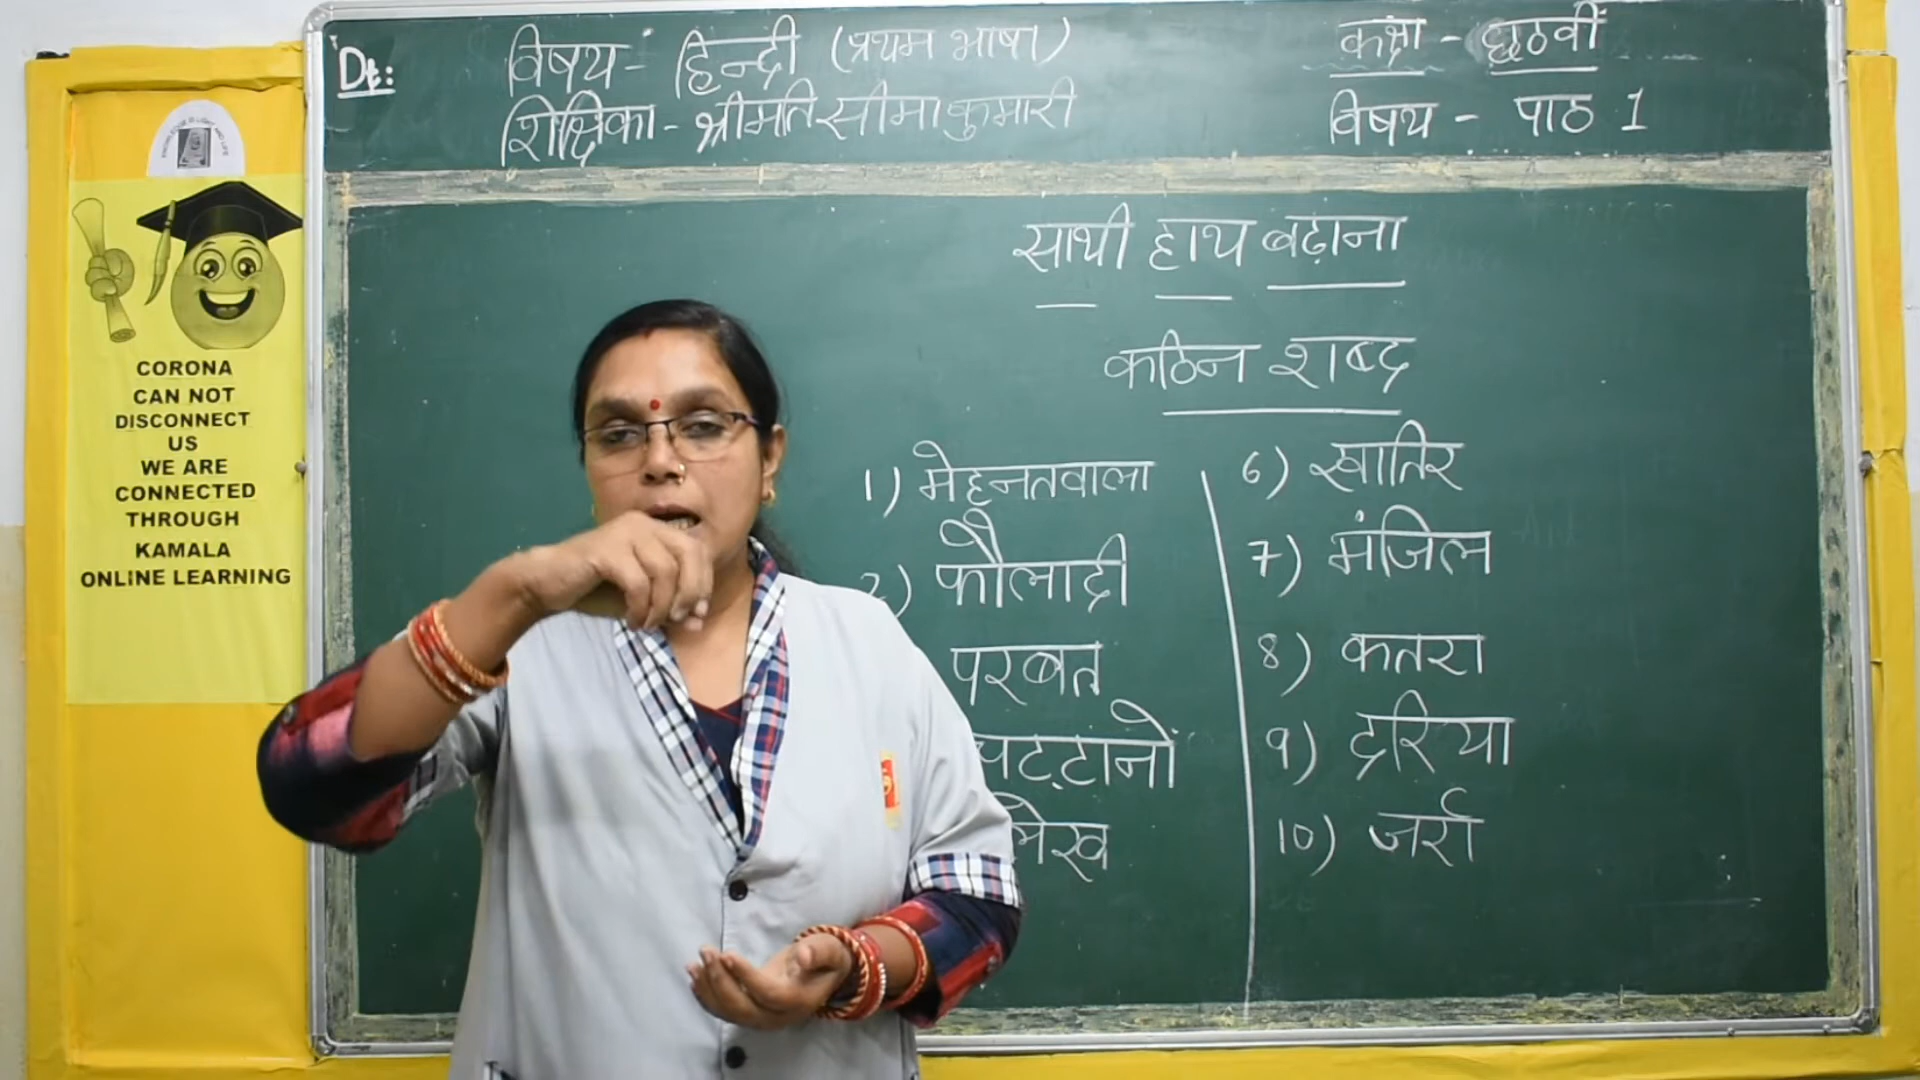 Dt:
विषय - हिन्दी (प्रथम भाषा)
शिक्षिका - श्रीमति सीमा कुमारी
कक्षा - छठवीं
विषय - पाठ 1
साथी हाथ बढ़ाना
कठिन शब्द
1) मेहनतवाला
2) फौलादी
परबत
चट्टानों
लेख
6) खातिर
7) मंजिल
8) कतरा
9) दरिया
10) जर्रा
CORONA
CAN NOT
DISCONNECT
US
WE ARE
CONNECTED
THROUGH
KAMALA
ONLINE LEARNING